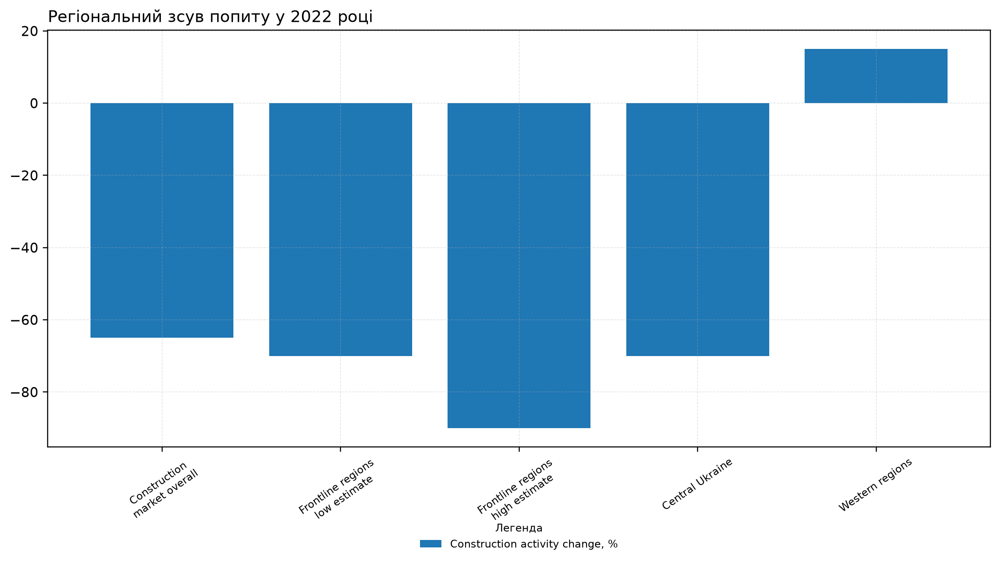 Регіональний зсув попиту у 2022 році
20
0
−20
−40
−60
−80
Construction
market overall
Frontline regions
low estimate
Frontline regions
high estimate
Central Ukraine
Western regions
Легенда
Construction activity change, %